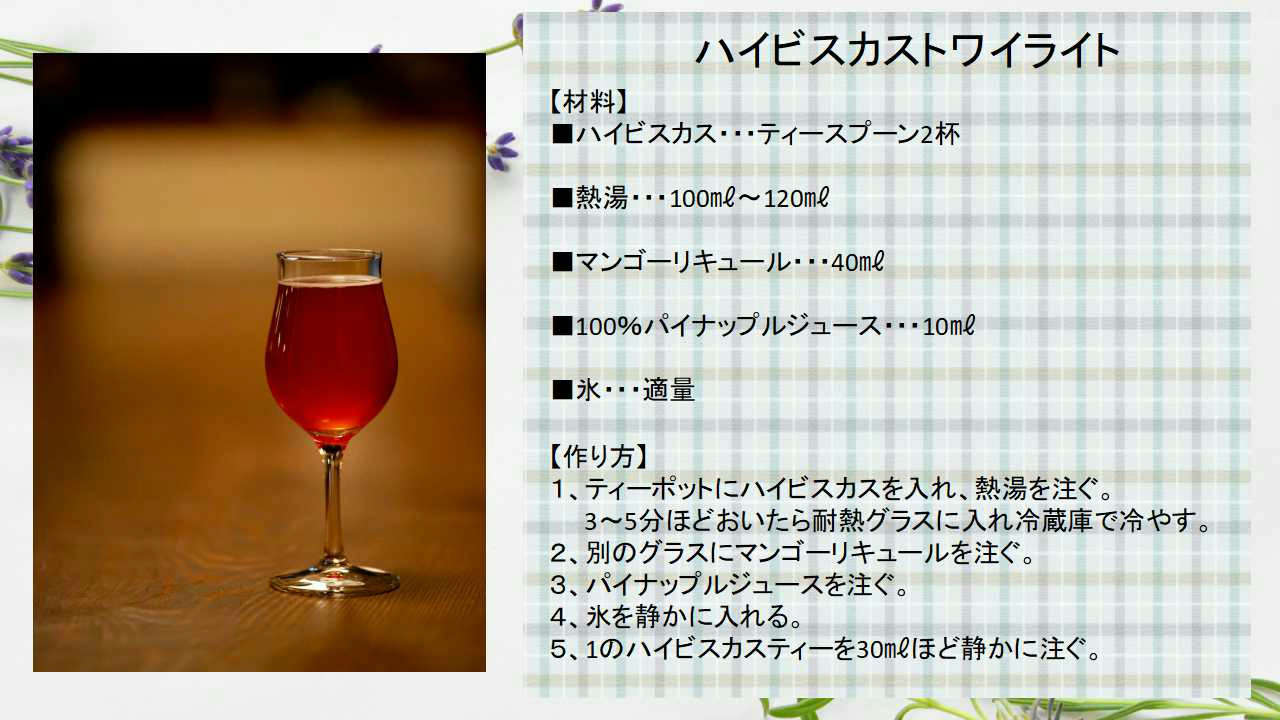 ハイビスカストワイライト
【材料】
■ハイビスカス・・・ティースプーン2杯
■熱湯・・・100㎖～120㎖
■マンゴーリキュール・・・40㎖
■100%パイナップルジュース・・・10㎖
■氷・・・適量
【作り方】
１、ティーポットにハイビスカスを入れ、熱湯を注ぐ。
3～5分ほどおいたら耐熱グラスに入れ冷蔵庫で冷やす。
２、別のグラスにマンゴーリキュールを注ぐ。
３、パイナップルジュースを注ぐ。
４、氷を静かに入れる。
５、1のハイビスカスティーを30㎖ほど静かに注ぐ。